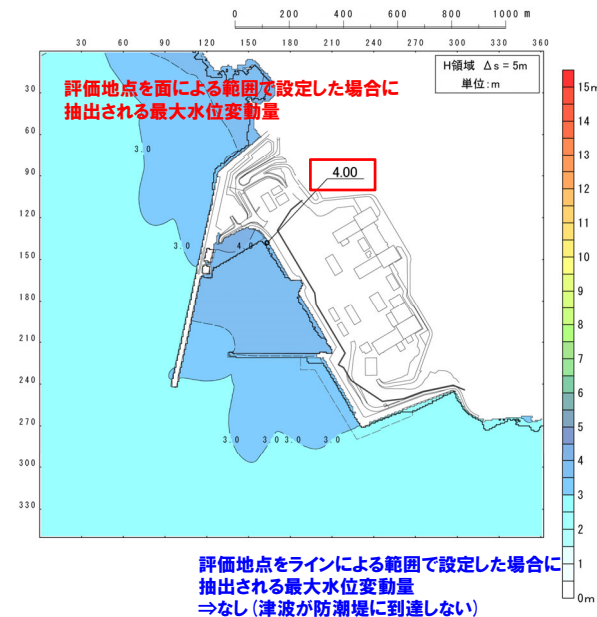 0 200 400 600 800 1000 m
30 60 90 120 150 180 210 240 270 300 330 360
H領域 Δs = 5m
単位:m
評価地点を面による範囲で設定した場合に
抽出される最大水位変動量
30
60
90
120
150
180
210
240
270
300
330
3.0
4.00
3.0
4.0
3.0
3.0 3.0
3.0
15m
14
13
12
11
10
9
8
7
6
5
4
3
2
1
0m
評価地点をラインによる範囲で設定した場合に
抽出される最大水位変動量
⇒なし(津波が防潮堤に到達しない)